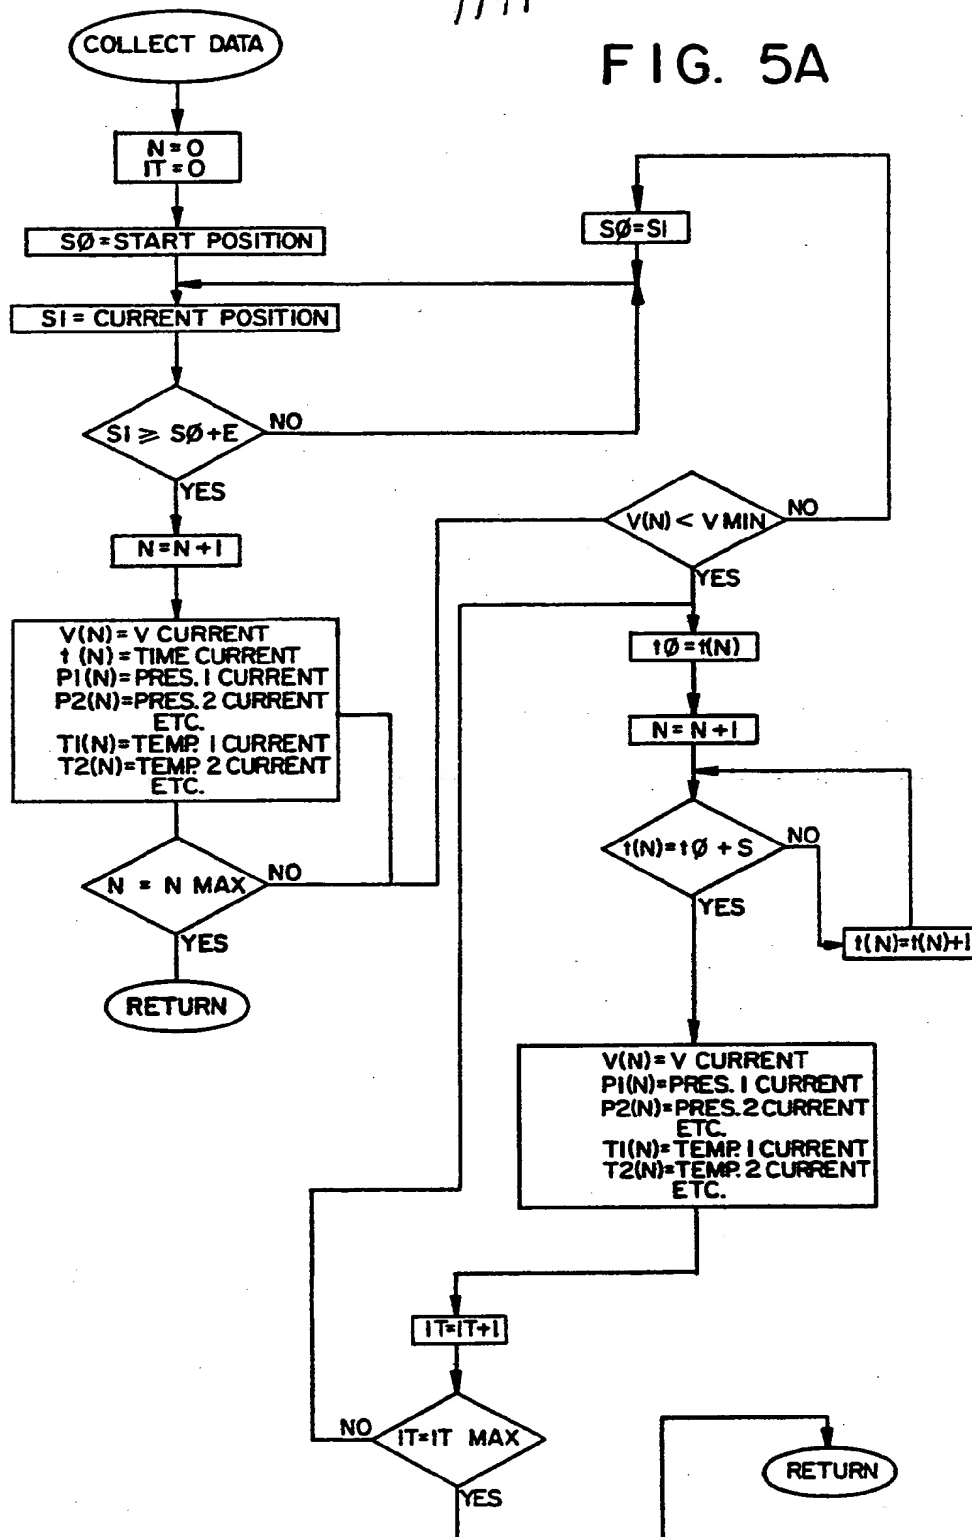 FIG. 5A
COLLECT DATA
N=0
IT=0
SØ=START POSITION
SI=CURRENT POSITION
SI ≥ SØ+E
NO
YES
N=N+1
V(N)=V CURRENT
t(N)=TIME CURRENT
P1(N)=PRES. 1 CURRENT
P2(N)=PRES. 2 CURRENT
ETC.
T1(N)=TEMP. 1 CURRENT
T2(N)=TEMP. 2 CURRENT
ETC.
N = N MAX
NO
YES
RETURN
SØ=SI
V(N) < V MIN
NO
YES
tØ=t(N)
N=N+1
t(N)=tØ+S
NO
YES
t(N)=t(N)+1
V(N)=V CURRENT
P1(N)=PRES. 1 CURRENT
P2(N)=PRES. 2 CURRENT
ETC.
T1(N)=TEMP. 1 CURRENT
T2(N)=TEMP. 2 CURRENT
ETC.
IT=IT+1
IT=IT MAX
NO
YES
RETURN